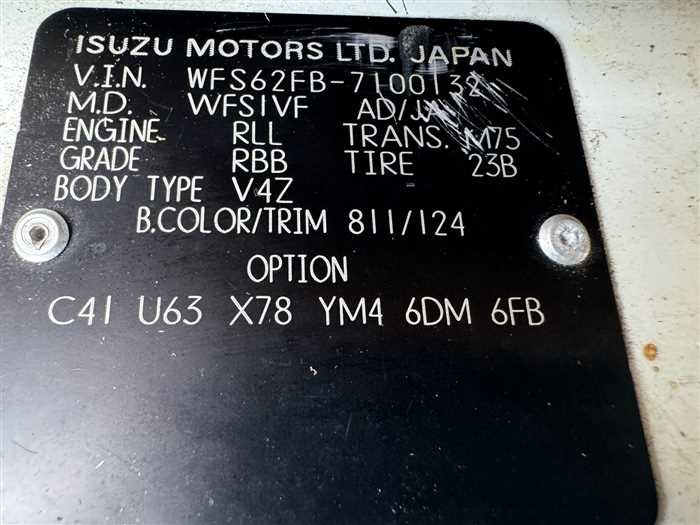 ISUZU MOTORS LTD. JAPAN
V.I.N. WFS62FB-7100132
M.D. WFS1VF AD/JA
ENGINE RLL TRANS. M75
GRADE RBB TIRE 23B
BODY TYPE V4Z
B.COLOR/TRIM 811/124
OPTION
C41 U63 X78 YM4 6DM 6FB